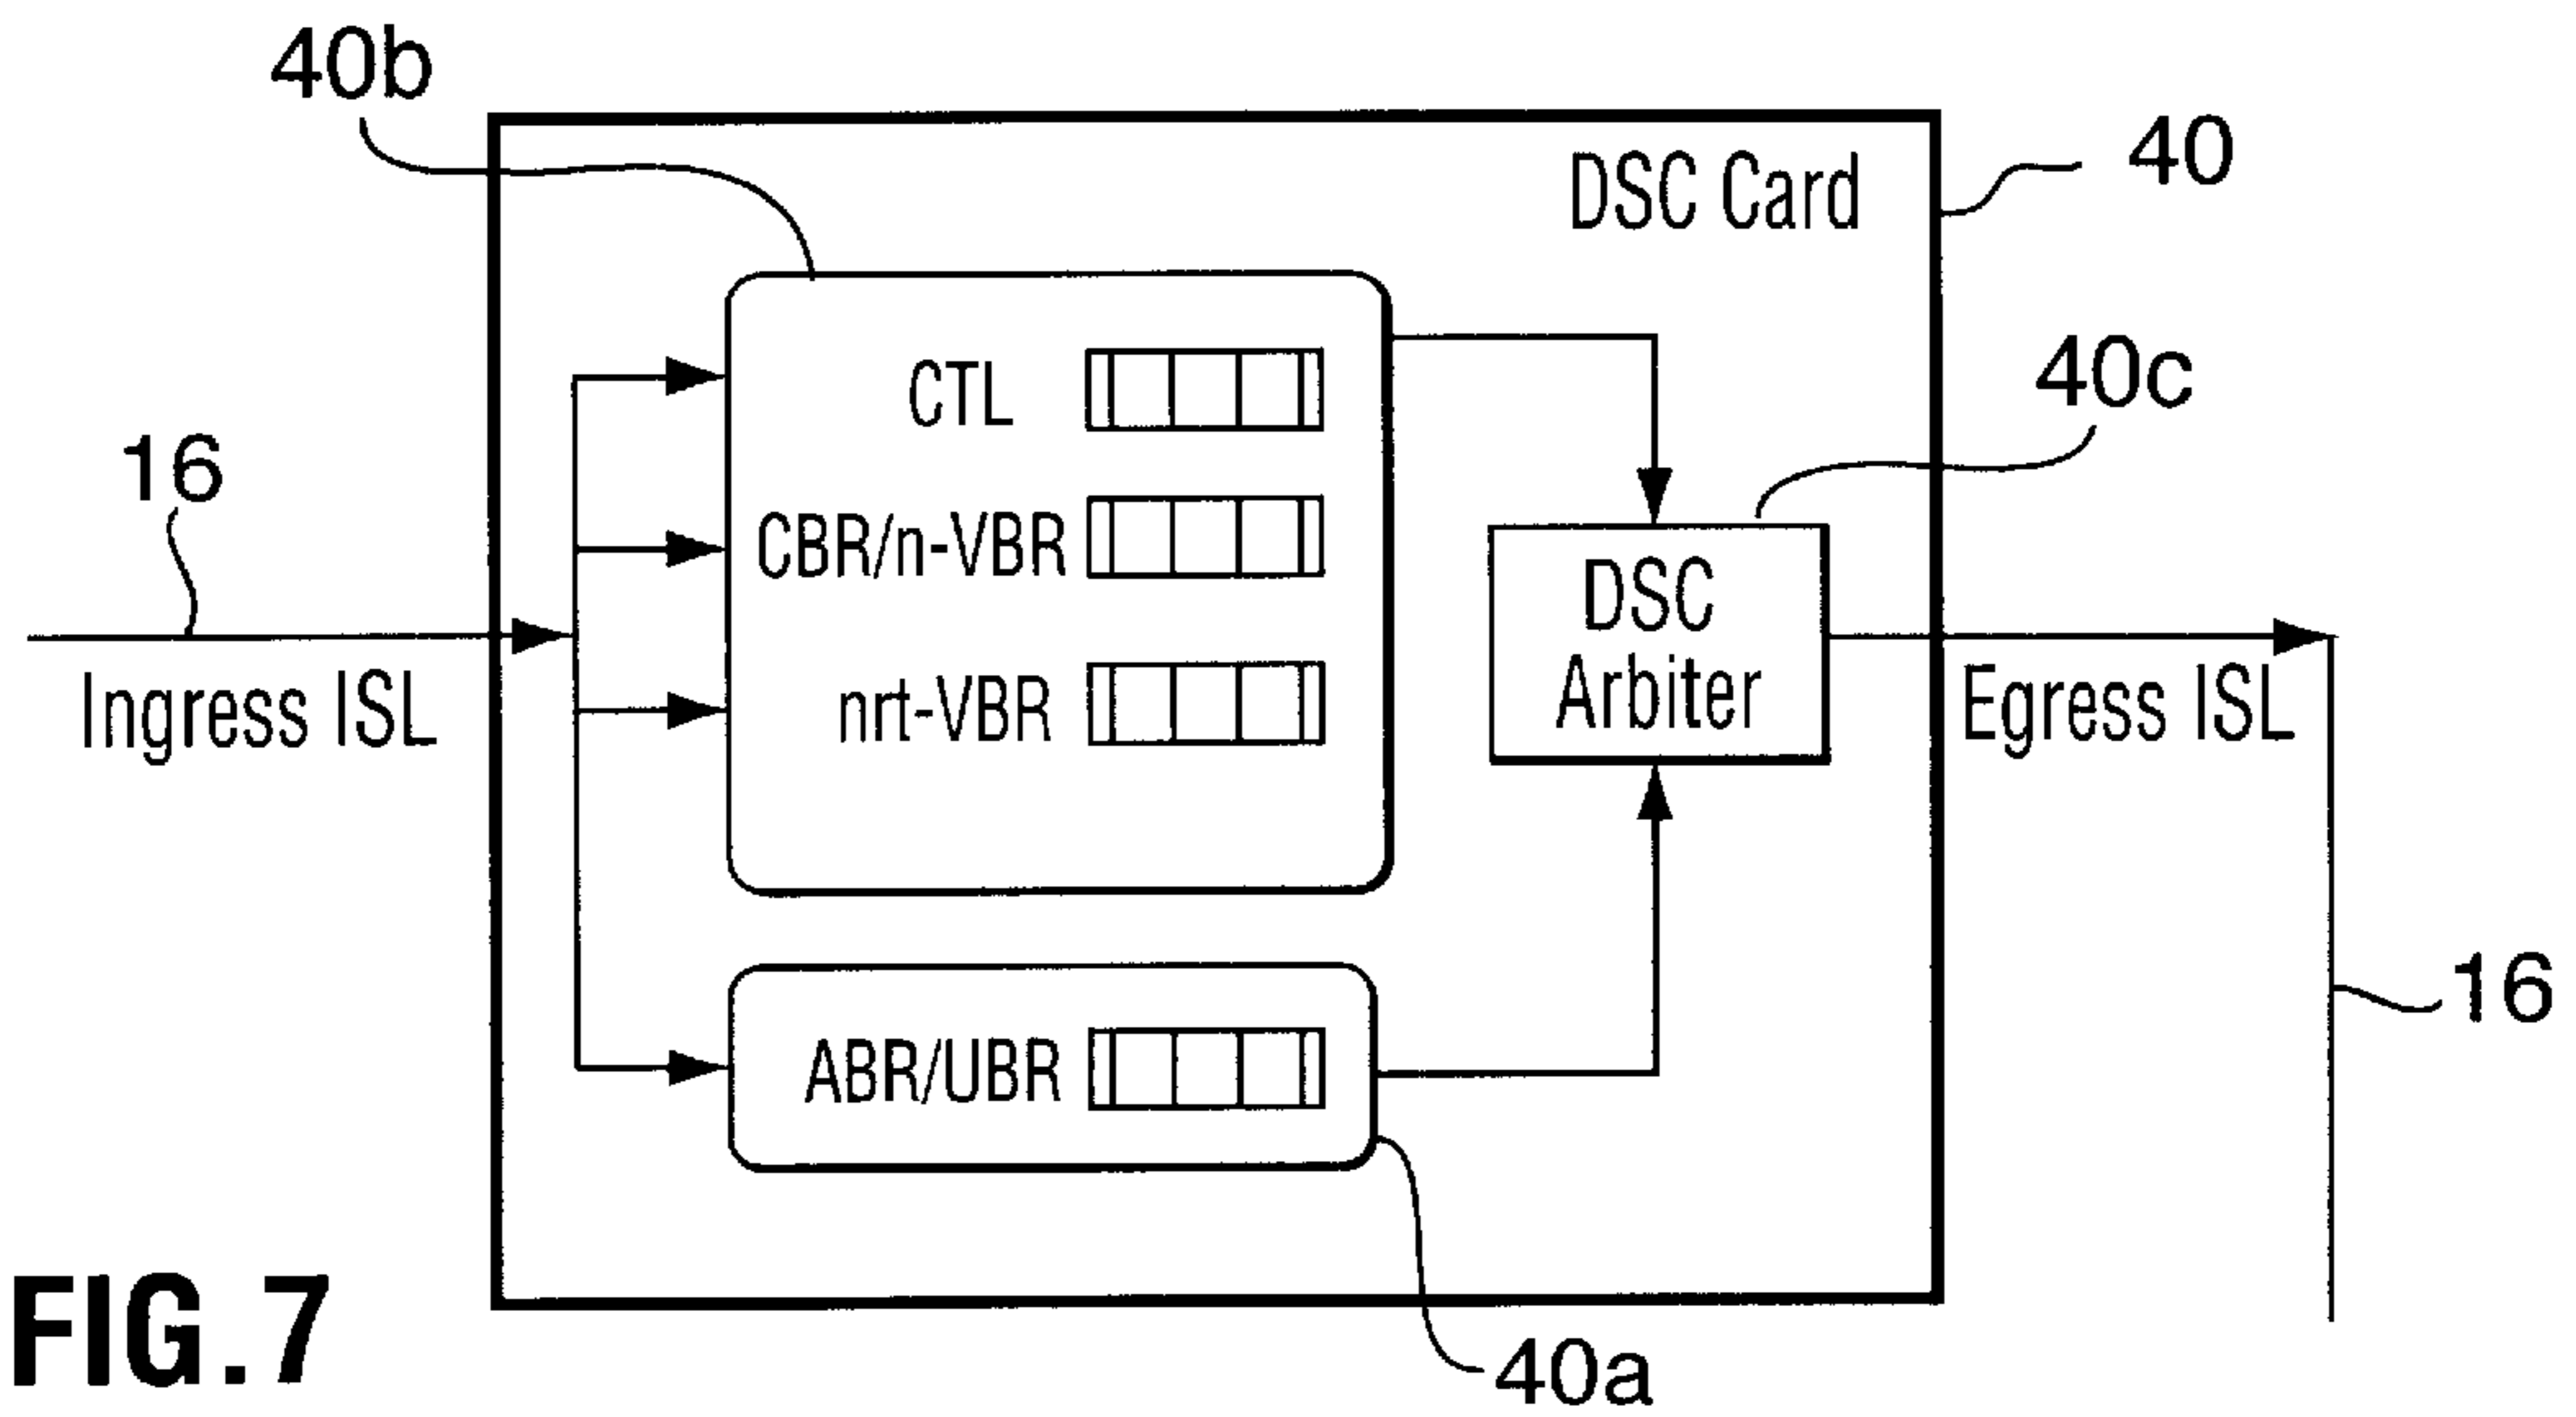 40b
DSC Card
40
CTL
40c
16
CBR/n-VBR
DSC
Arbiter
nrt-VBR
Ingress ISL
Egress ISL
16
ABR/UBR
FIG.7
40a